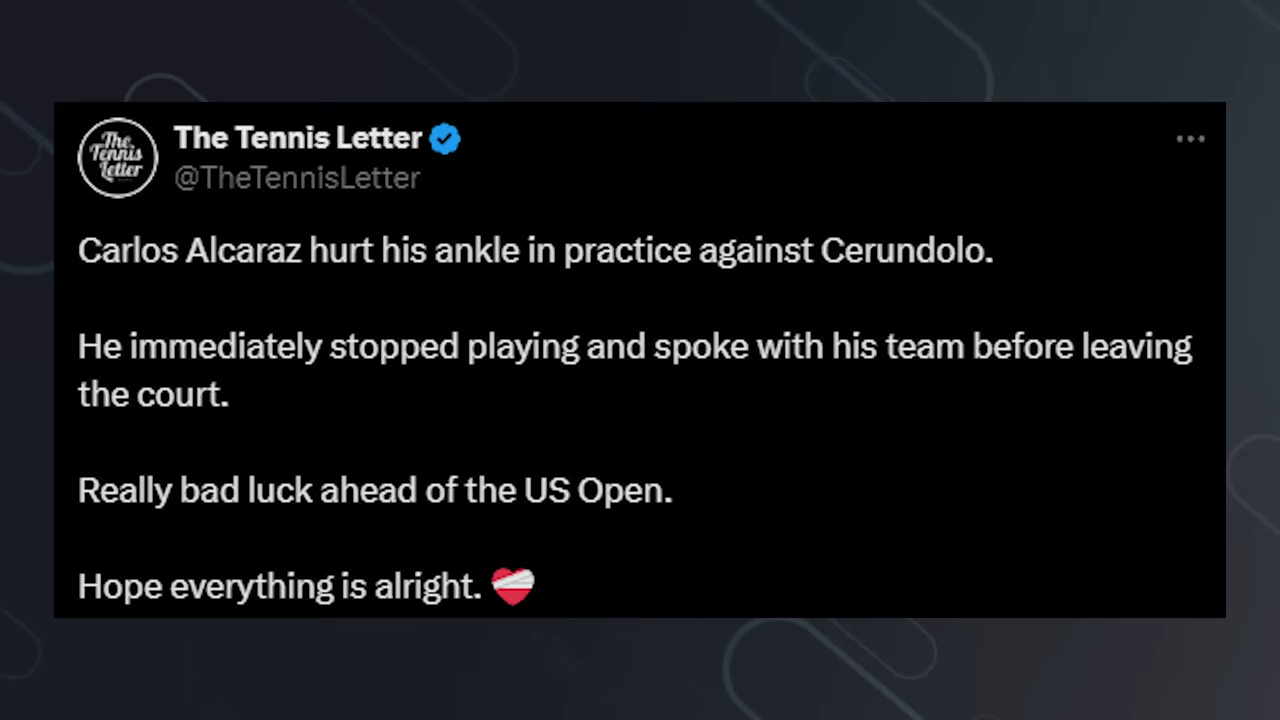 The
Tennis
Letter
The Tennis Letter
@TheTennisLetter
Carlos Alcaraz hurt his ankle in practice against Cerundolo.
He immediately stopped playing and spoke with his team before leaving
the court.
Really bad luck ahead of the US Open.
Hope everything is alright. ❤️‍🩹